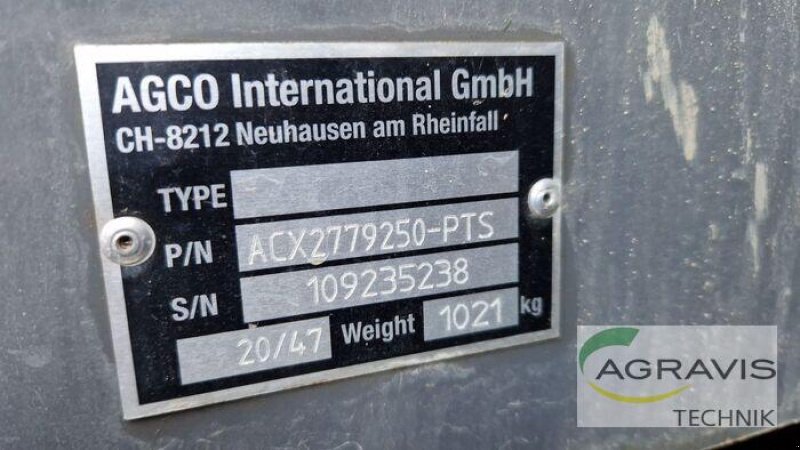 AGCO International GmbH
CH-8212 Neuhausen am Rheinfall
TYPE
P/N ACX2779250-PTS
S/N 109235238
20/47 Weight 1021 kg
AGRAVIS
TECHNIK